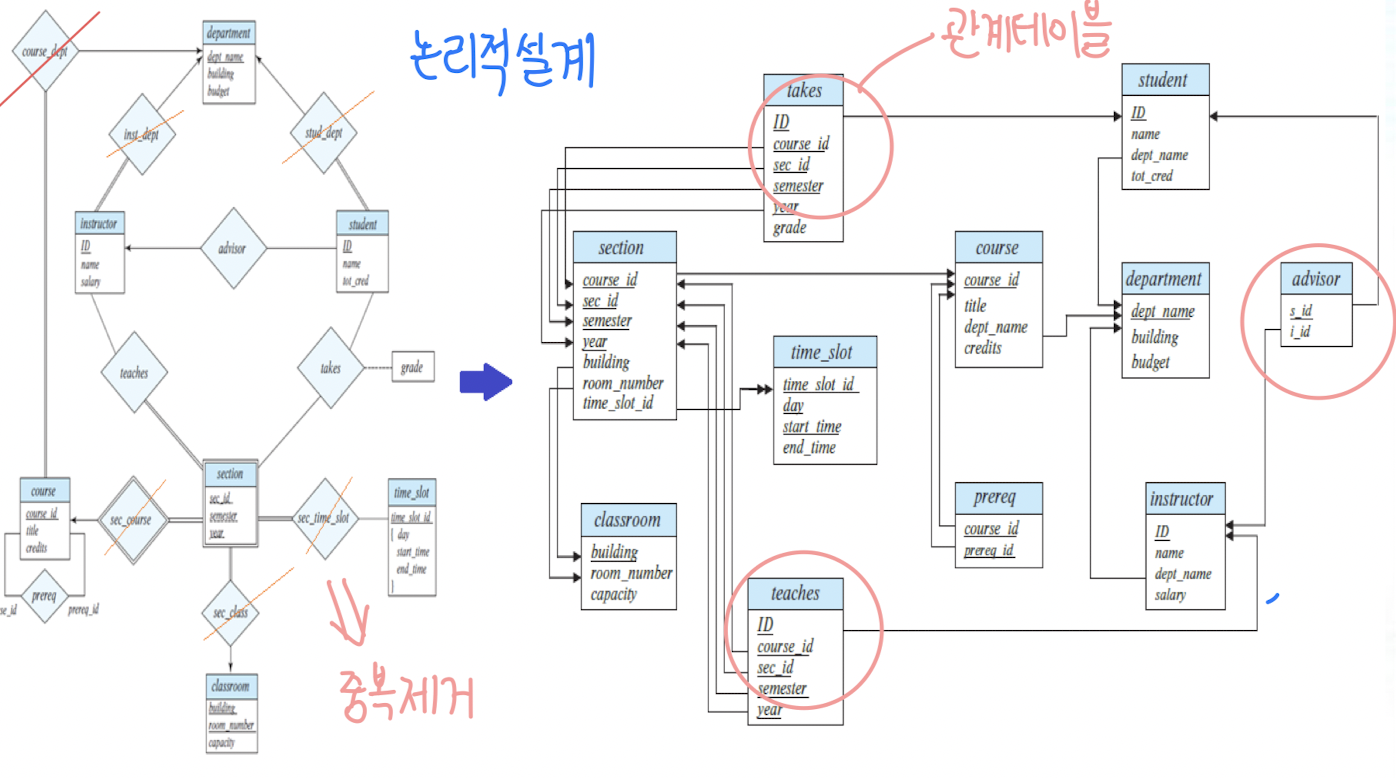 논리적설계
관계테이블
course_dept
department
dept_name
building
budget
inst_dept
stud_dept
instructor
ID
name
salary
advisor
student
ID
name
tot_cred
teaches
takes
grade
course
course_id
title
credits
sec_course
section
sec_id
semester
year
sec_time_slot
time_slot
time_slot_id
{ day
start_time
end_time
}
prereq
se_id
prereq_id
sec_class
중복제거
classroom
building
room_number
capacity
takes
ID
course_id
sec_id
semester
year
grade
student
ID
name
dept_name
tot_cred
section
course_id
sec_id
semester
year
building
room_number
time_slot_id
course
course_id
title
dept_name
credits
department
dept_name
building
budget
advisor
s_id
i_id
time_slot
time_slot_id
day
start_time
end_time
classroom
building
room_number
capacity
prereq
course_id
prereq_id
instructor
ID
name
dept_name
salary
teaches
ID
course_id
sec_id
semester
year